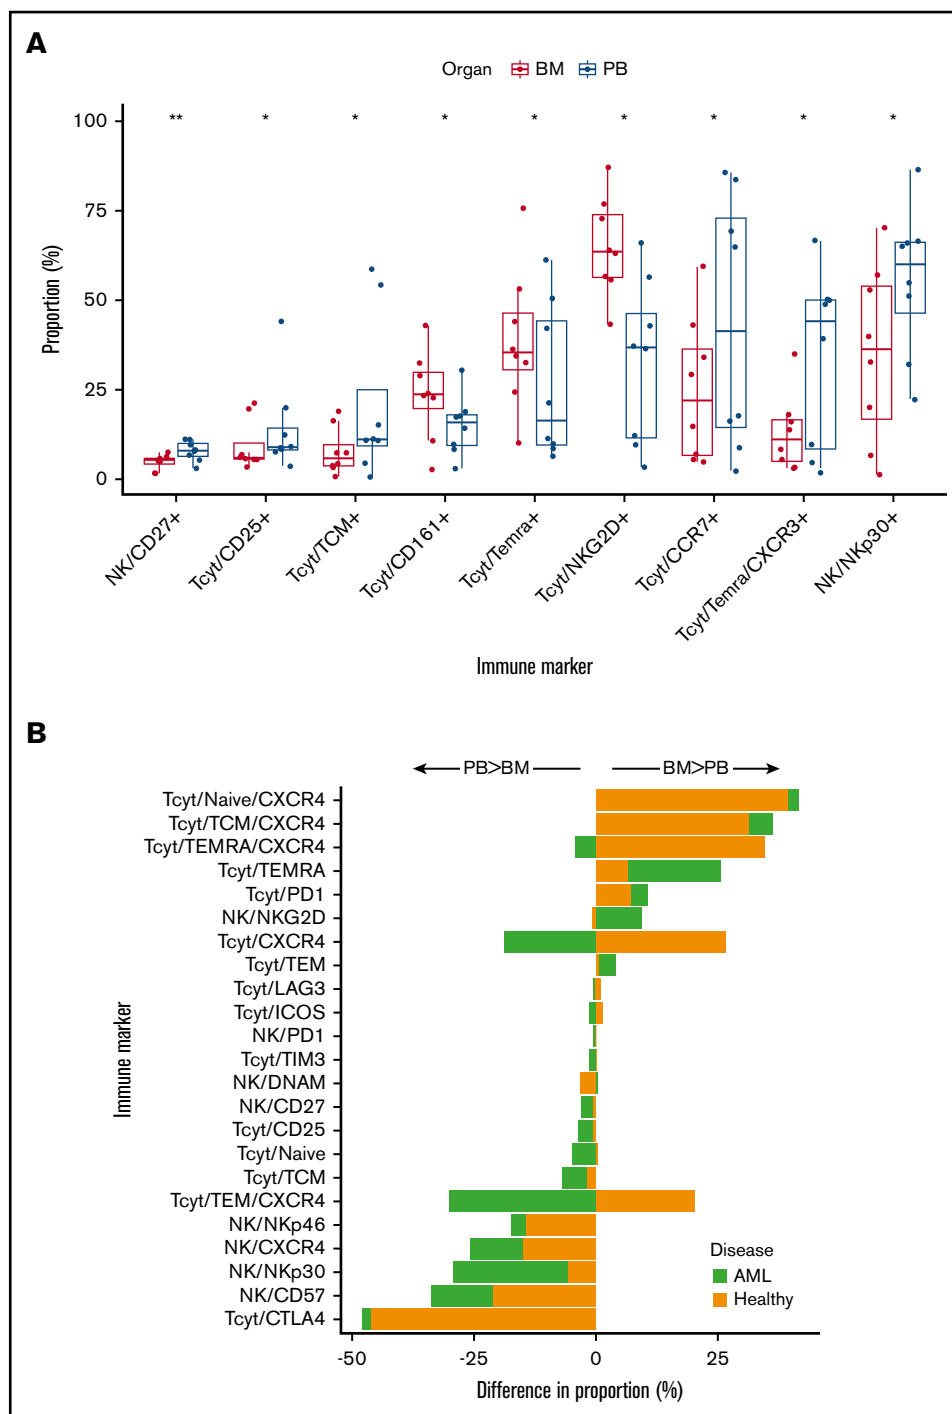 A
Organ BM PB
** * * * * * * * *
100
75
50
25
0
Proportion (%)
NK/CD27+
Tcyt/CD25+
Tcyt/TCM+
Tcyt/CD161+
Tcyt/Temra+
Tcyt/NKG2D+
Tcyt/CCR7+
Tcyt/Temra/CXCR3+
NK/NKp30+
Immune marker
B
PB>BM BM>PB
Tcyt/Naive/CXCR4
Tcyt/TCM/CXCR4
Tcyt/TEMRA/CXCR4
Tcyt/TEMRA
Tcyt/PD1
NK/NKG2D
Tcyt/CXCR4
Tcyt/TEM
Tcyt/LAG3
Tcyt/ICOS
NK/PD1
Tcyt/TIM3
NK/DNAM
NK/CD27
Tcyt/CD25
Tcyt/Naive
Tcyt/TCM
Tcyt/TEM/CXCR4
NK/NKp46
NK/CXCR4
NK/NKp30
NK/CD57
Tcyt/CTLA4
Immune marker
Disease
AML
Healthy
-50 -25 0 25
Difference in proportion (%)